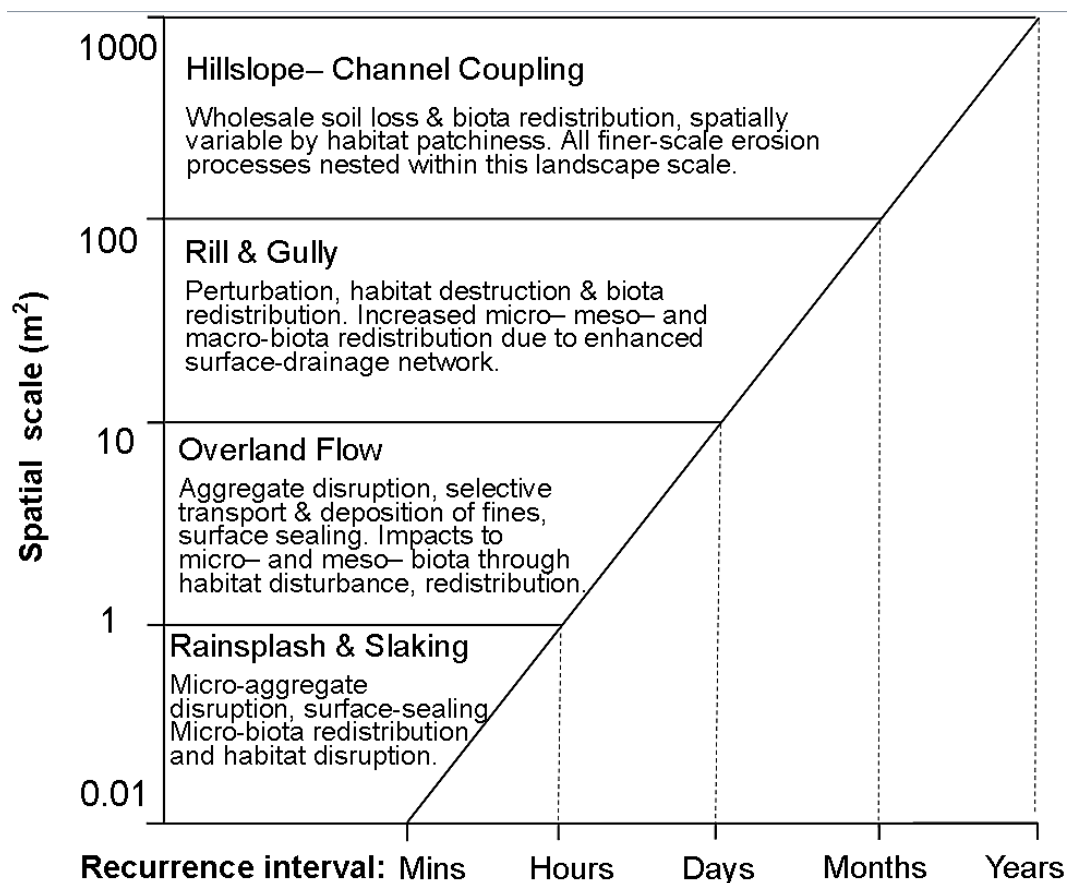 1000
Hillslope– Channel Coupling
Wholesale soil loss & biota redistribution, spatially
variable by habitat patchiness. All finer-scale erosion
processes nested within this landscape scale.
100
Rill & Gully
Perturbation, habitat destruction & biota
redistribution. Increased micro– meso– and
macro-biota redistribution due to enhanced
surface-drainage network.
10
Overland Flow
Aggregate disruption, selective
transport & deposition of fines,
surface sealing. Impacts to
micro– and meso– biota through
habitat disturbance, redistribution.
1
Rainsplash & Slaking
Micro-aggregate
disruption, surface-sealing
Micro-biota redistribution
and habitat disruption.
0.01
Spatial scale (m²)
Recurrence interval: Mins Hours Days Months Years